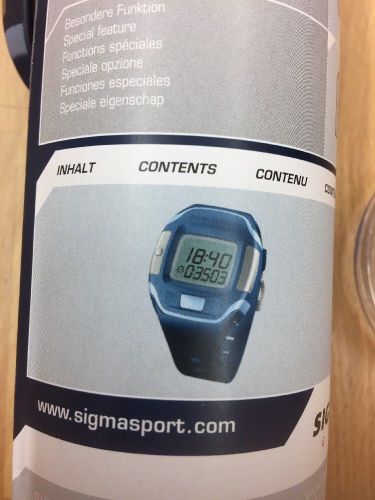 Besondere Funktion
Special feature
Fonctions spéciales
Speciale opzione
Funciones especiales
Speciale eigenschap
INHALT CONTENTS CONTENU
18:40
03503
www.sigmasport.com